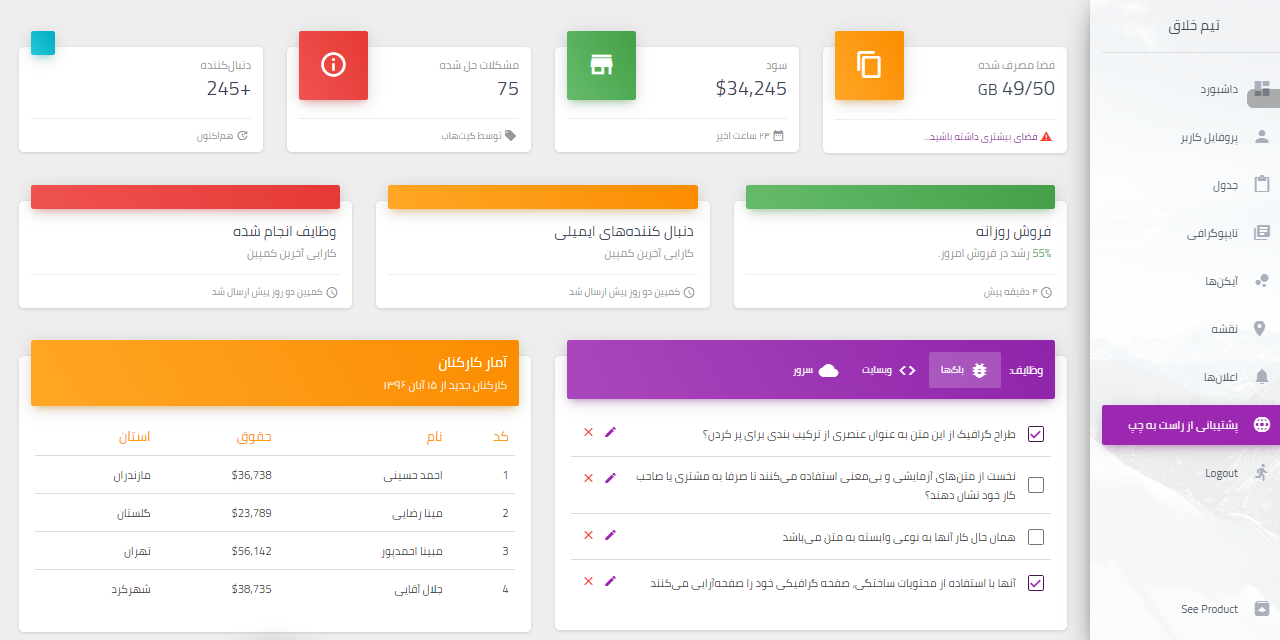 تیم خلاق
داشبورد
پروفایل کاربر
جدول
تایپوگرافی
آیکن‌ها
نقشه
اعلان‌ها
پشتیبانی از راست به چپ
Logout
See Product
فضا مصرف شده
49/50 GB
فضای بیشتری داشته باشید...
سود
$34,245
۲۴ ساعت اخیر
مشکلات حل شده
75
توسط گیت‌هاب
دنبال‌کننده
+245
هم‌اکنون
فروش روزانه
55% رشد در فروش امروز.
۴ دقیقه پیش
دنبال کننده‌های ایمیلی
کارایی آخرین کمپین
کمپین دو روز پیش ارسال شد
وظایف انجام شده
کارایی آخرین کمپین
کمپین دو روز پیش ارسال شد
وظایف: باگ‌ها وبسایت سرور
طراح گرافیک از این متن به عنوان عنصری از ترکیب بندی برای پر کردن؟
نخست از متن‌های آزمایشی و بی‌معنی استفاده می‌کنند تا صرفا به مشتری یا صاحب
کار خود نشان دهند؟
همان حال کار آنها به نوعی وابسته به متن می‌باشد
آنها با استفاده از محتویات ساختگی، صفحه گرافیکی خود را صفحه‌آرایی می‌کنند
آمار کارکنان
کارکنان جدید از ۱۵ آبان ۱۳۹۶
کد نام حقوق استان
1 احمد حسینی $36,738 مازندران
2 مینا رضایی $23,789 گلستان
3 مبینا احمدپور $56,142 تهران
4 جلال آقایی $38,735 شهرکرد